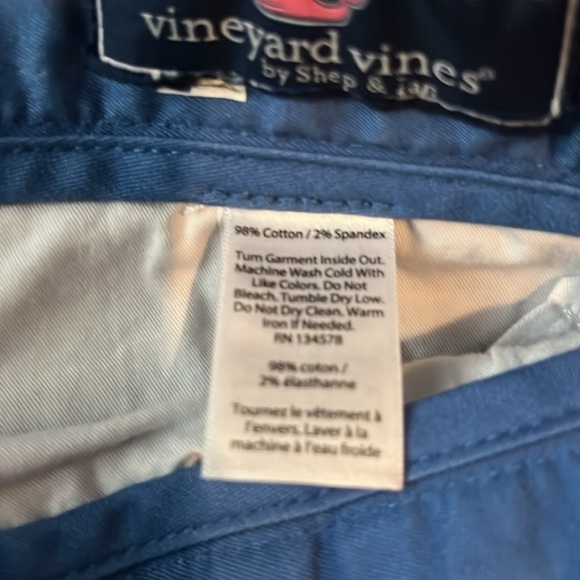 vineyard vines®
by Shep & Ian
98% Cotton / 2% Spandex
Turn Garment Inside Out.
Machine Wash Cold With
Like Colors. Do Not
Bleach. Tumble Dry Low.
Do Not Dry Clean. Warm
Iron If Needed.
RN 134578
98% coton /
2% élasthanne
Tournez le vêtement à
l'envers. Laver à la
machine à l'eau froide